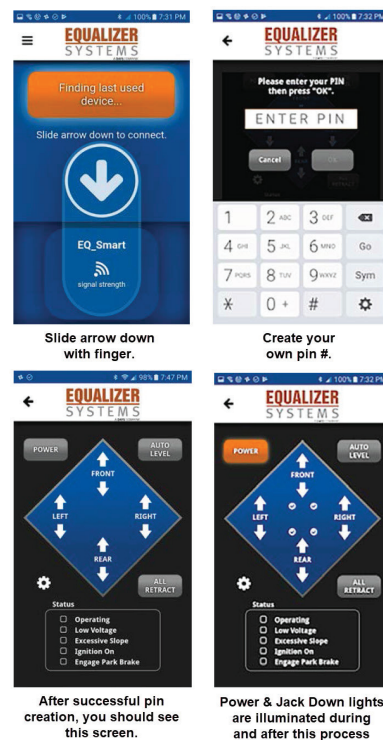 100% 7:31 PM
EQUALIZER
SYSTEMS
Finding last used
device...
Slide arrow down to connect.
EQ_Smart
signal strength
Slide arrow down
with finger.
100% 7:32 PM
EQUALIZER
SYSTEMS
Please enter your PIN
then press "OK".
ENTER PIN
Cancel
OK
REAR
ALL
RETRACT
Status
1 2 ABC 3 DEF
4 GHI 5 JKL 6 MNO Go
7 PQRS 8 TUV 9 WXYZ Sym
* 0 + #
Create your
own pin #.
98% 7:47 PM
EQUALIZER
SYSTEMS
POWER
AUTO
LEVEL
FRONT
LEFT
RIGHT
REAR
ALL
RETRACT
Status
Operating
Low Voltage
Excessive Slope
Ignition On
Engage Park Brake
After successful pin
creation, you should see
this screen.
100% 7:32 PM
EQUALIZER
SYSTEMS
POWER
AUTO
LEVEL
FRONT
LEFT
RIGHT
REAR
ALL
RETRACT
Status
Operating
Low Voltage
Excessive Slope
Ignition On
Engage Park Brake
Power & Jack Down lights
are illuminated during
and after this process